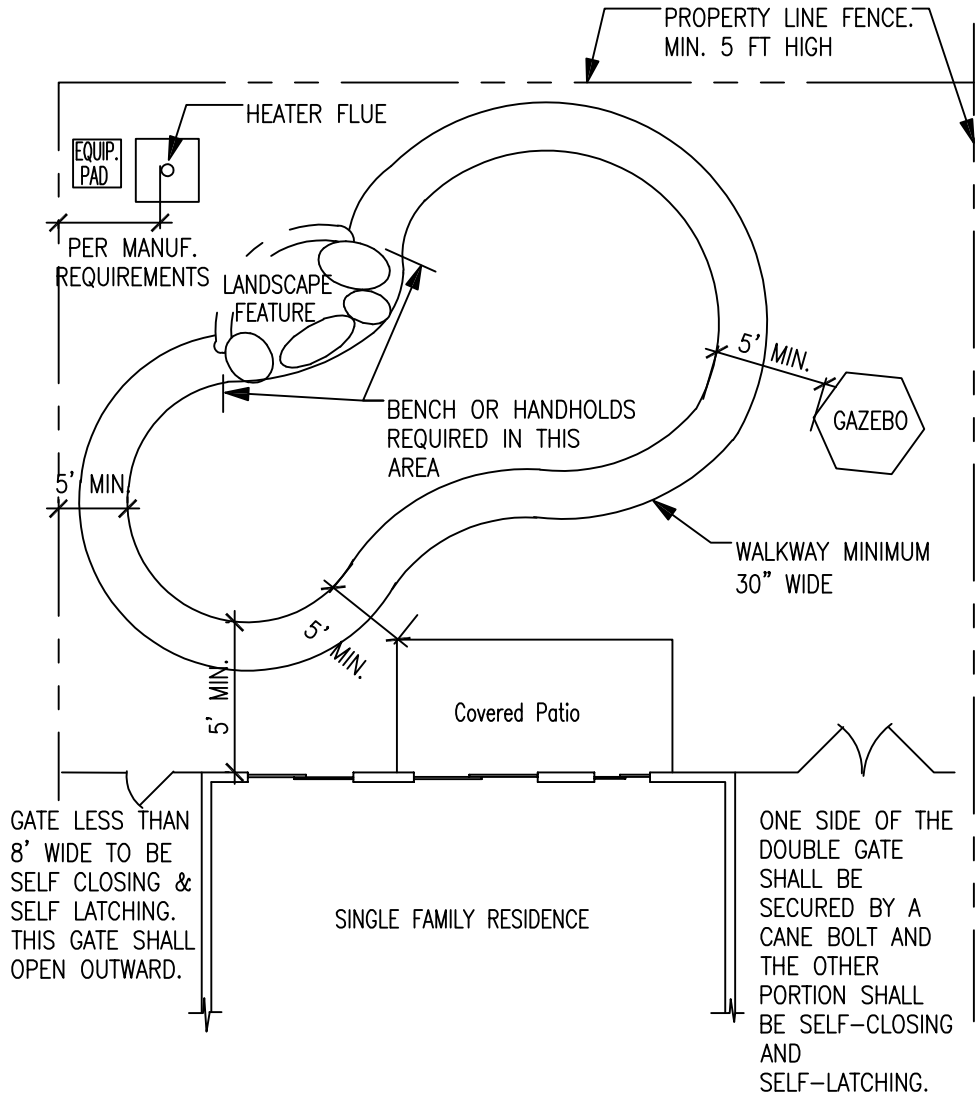 PROPERTY LINE FENCE.
MIN. 5 FT HIGH
HEATER FLUE
EQUIP.
PAD
PER MANUF.
REQUIREMENTS
LANDSCAPE
FEATURE
5' MIN.
GAZEBO
BENCH OR HANDHOLDS
REQUIRED IN THIS
AREA
5' MIN.
WALKWAY MINIMUM
30" WIDE
5' MIN.
5' MIN.
Covered Patio
GATE LESS THAN
8' WIDE TO BE
SELF CLOSING &
SELF LATCHING.
THIS GATE SHALL
OPEN OUTWARD.
SINGLE FAMILY RESIDENCE
ONE SIDE OF THE
DOUBLE GATE
SHALL BE
SECURED BY A
CANE BOLT AND
THE OTHER
PORTION SHALL
BE SELF-CLOSING
AND
SELF-LATCHING.